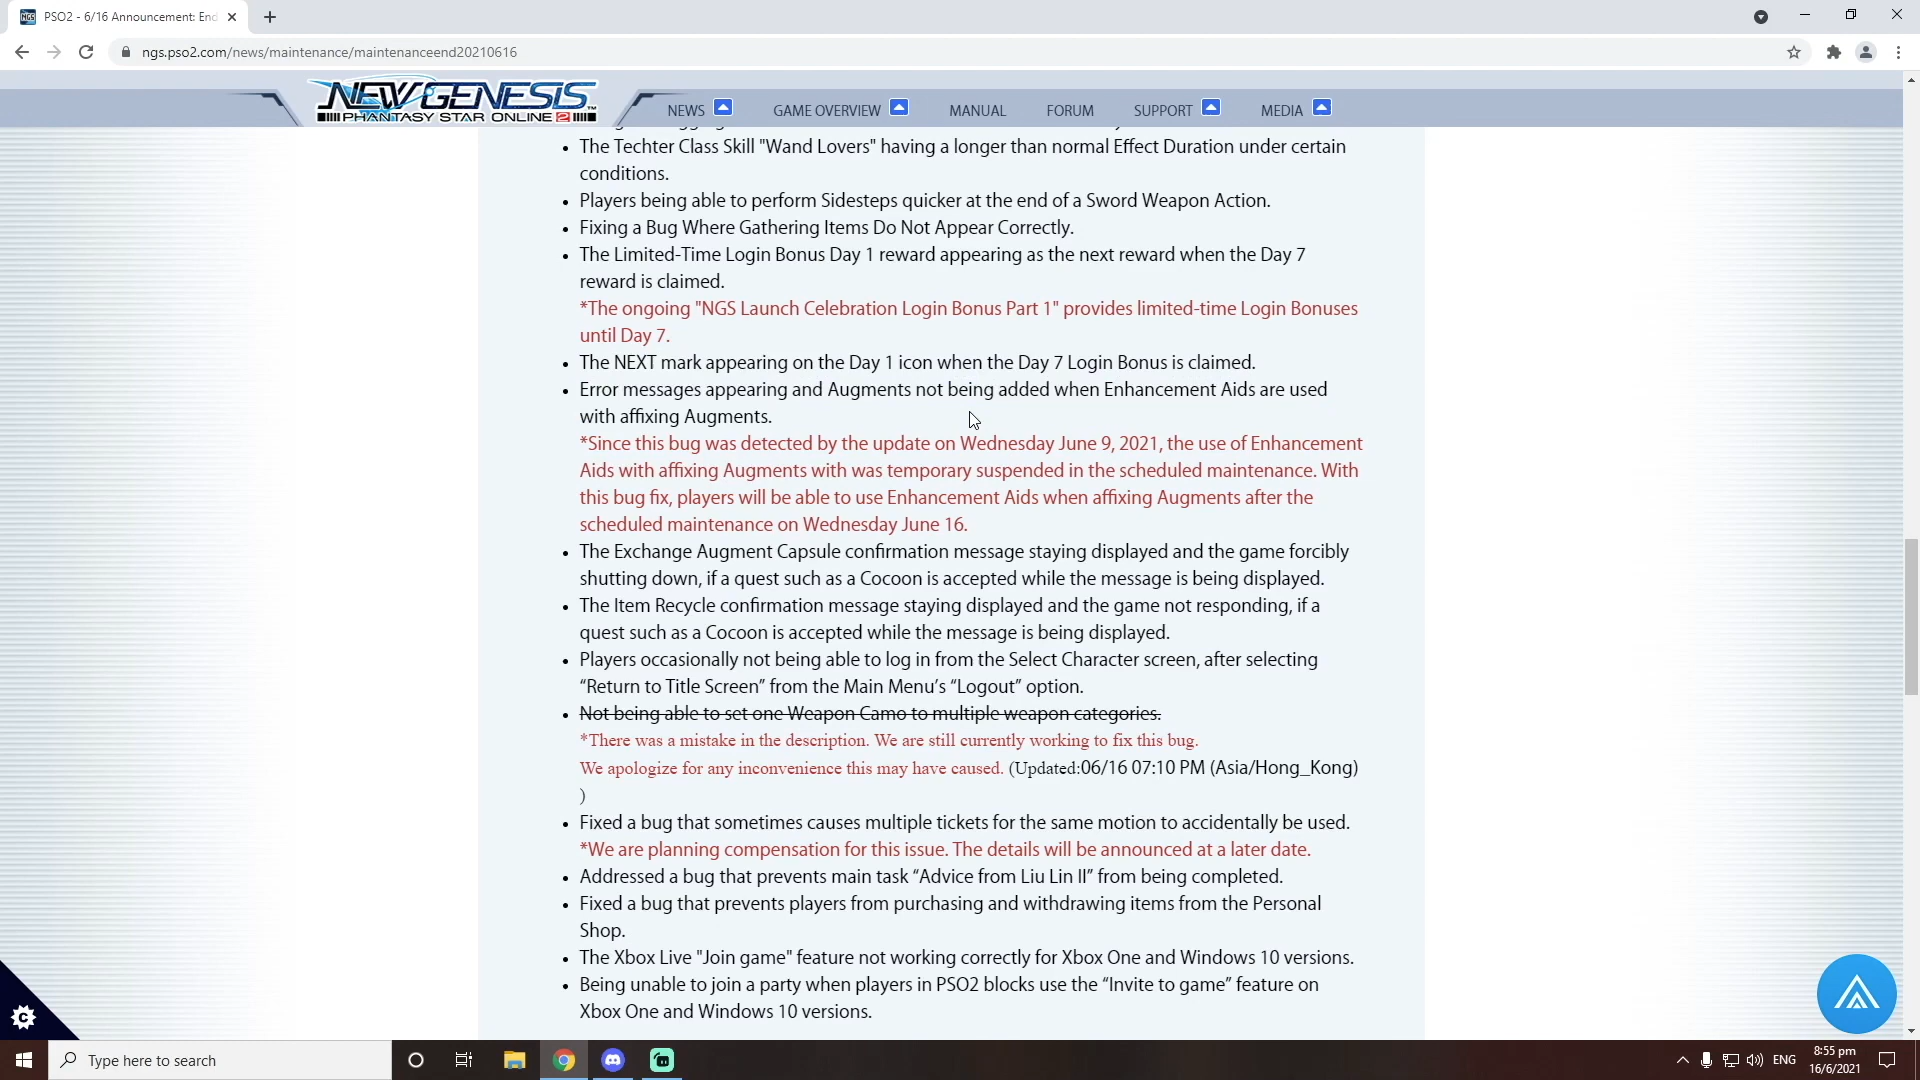 PSO2 - 6/16 Announcement: End
ngs.pso2.com/news/maintenance/maintenanceend20210616
NEW GENESIS
PHANTASY STAR ONLINE 2
NEWS GAME OVERVIEW MANUAL FORUM SUPPORT MEDIA
The Techter Class Skill "Wand Lovers" having a longer than normal Effect Duration under certain
conditions.
Players being able to perform Sidesteps quicker at the end of a Sword Weapon Action.
Fixing a Bug Where Gathering Items Do Not Appear Correctly.
The Limited-Time Login Bonus Day 1 reward appearing as the next reward when the Day 7
reward is claimed.
*The ongoing "NGS Launch Celebration Login Bonus Part 1" provides limited-time Login Bonuses
until Day 7.
The NEXT mark appearing on the Day 1 icon when the Day 7 Login Bonus is claimed.
Error messages appearing and Augments not being added when Enhancement Aids are used
with affixing Augments.
*Since this bug was detected by the update on Wednesday June 9, 2021, the use of Enhancement
Aids with affixing Augments with was temporary suspended in the scheduled maintenance. With
this bug fix, players will be able to use Enhancement Aids when affixing Augments after the
scheduled maintenance on Wednesday June 16.
The Exchange Augment Capsule confirmation message staying displayed and the game forcibly
shutting down, if a quest such as a Cocoon is accepted while the message is being displayed.
The Item Recycle confirmation message staying displayed and the game not responding, if a
quest such as a Cocoon is accepted while the message is being displayed.
Players occasionally not being able to log in from the Select Character screen, after selecting
“Return to Title Screen” from the Main Menu’s “Logout” option.
Not being able to set one Weapon Camo to multiple weapon categories.
*There was a mistake in the description. We are still currently working to fix this bug.
We apologize for any inconvenience this may have caused. (Updated:06/16 07:10 PM (Asia/Hong_Kong)
)
Fixed a bug that sometimes causes multiple tickets for the same motion to accidentally be used.
*We are planning compensation for this issue. The details will be announced at a later date.
Addressed a bug that prevents main task “Advice from Liu Lin II” from being completed.
Fixed a bug that prevents players from purchasing and withdrawing items from the Personal
Shop.
The Xbox Live "Join game" feature not working correctly for Xbox One and Windows 10 versions.
Being unable to join a party when players in PSO2 blocks use the “Invite to game” feature on
Xbox One and Windows 10 versions.
Type here to search
ENG
8:55 pm
16/6/2021